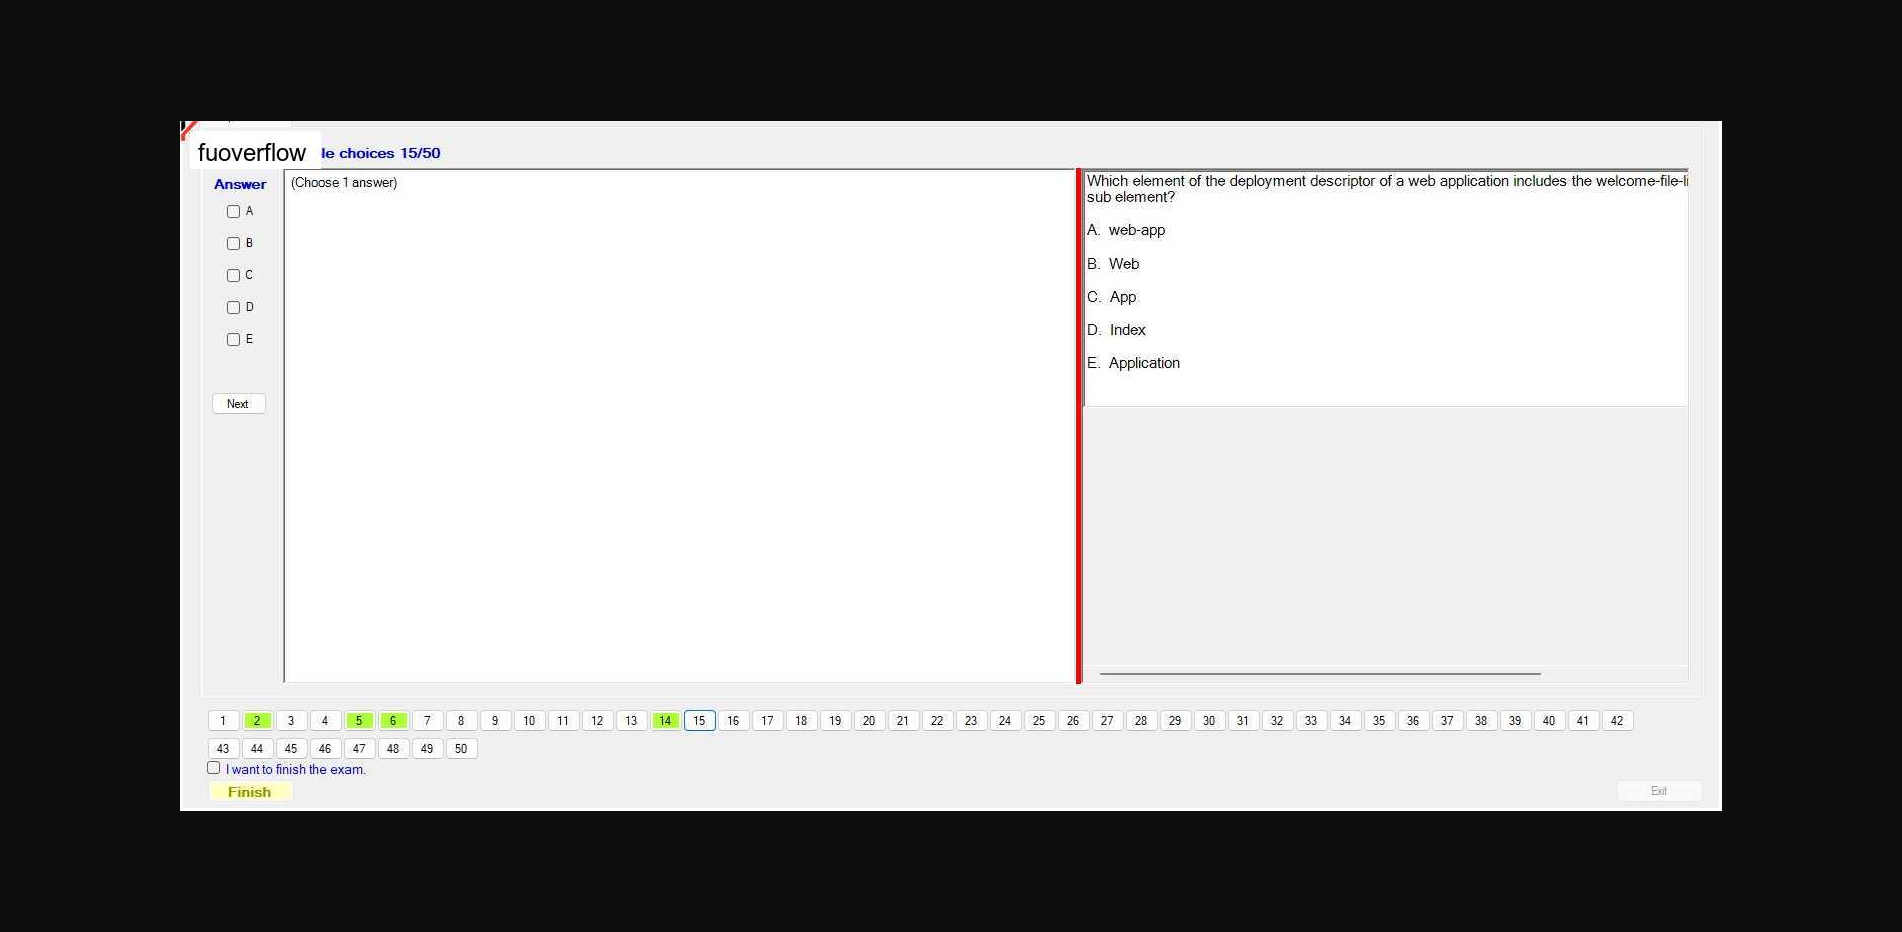 fuoverflow le choices 15/50
Answer
A
B
C
D
E
Next
(Choose 1 answer)
Which element of the deployment descriptor of a web application includes the welcome-file-li
sub element?
A. web-app
B. Web
C. App
D. Index
E. Application
1 2 3 4 5 6 7 8 9 10 11 12 13 14 15 16 17 18 19 20 21 22 23 24 25 26 27 28 29 30 31 32 33 34 35 36 37 38 39 40 41 42
43 44 45 46 47 48 49 50
I want to finish the exam.
Finish
Exit